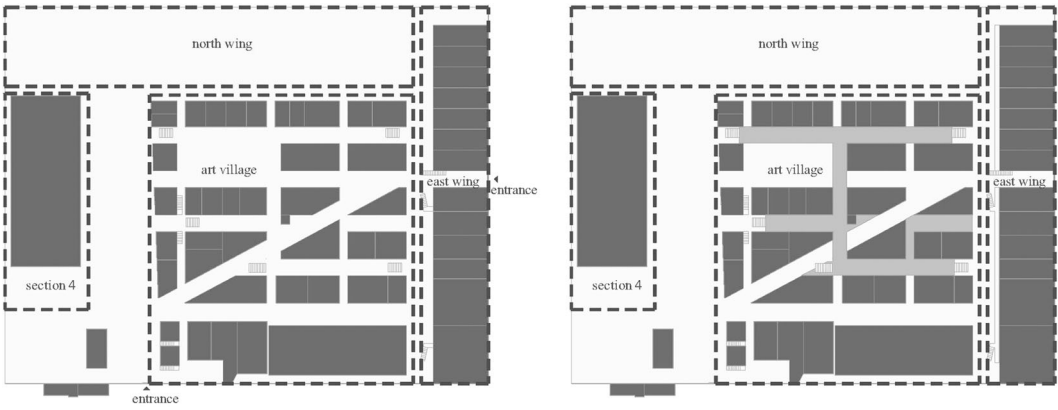 north wing
art village
east wing
entrance
section 4
entrance
north wing
art village
east wing
section 4